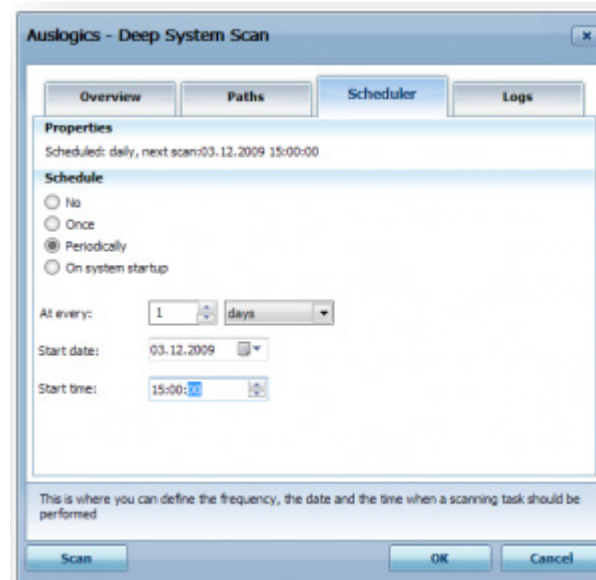 Auslogics - Deep System Scan
Overview Paths Scheduler Logs
Properties
Scheduled: daily, next scan:03.12.2009 15:00:00
Schedule
No
Once
Periodically
On system startup
At every: 1 days
Start date: 03.12.2009
Start time: 15:00:00
This is where you can define the frequency, the date and the time when a scanning task should be
performed
Scan OK Cancel